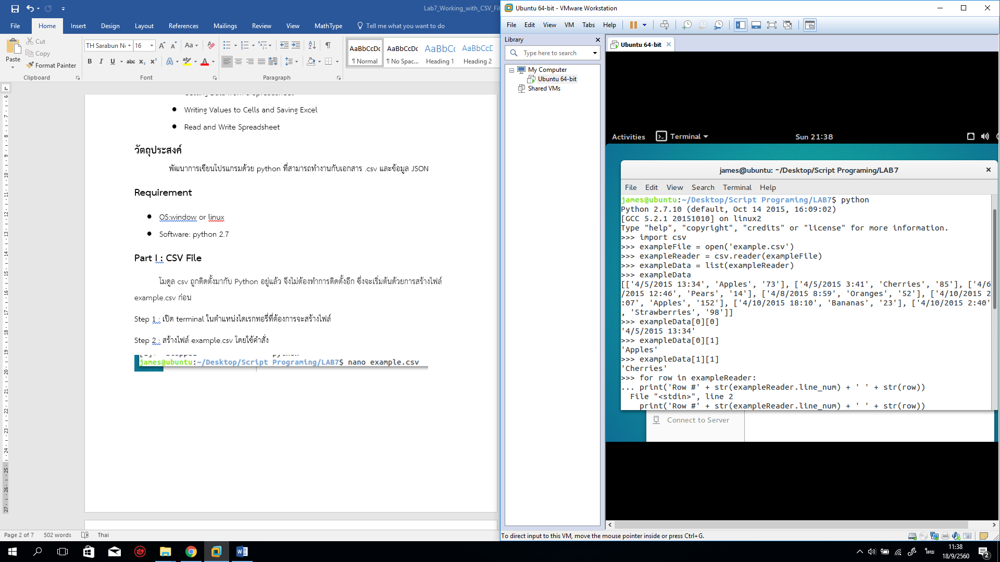 Lab7_Working_with_CSV_Fil
File
Home
Insert
Design
Layout
References
Mailings
Review
View
MathType
Tell me what you want to do
Paste
Cut
Copy
Format Painter
Clipboard
TH Sarabun N
16
Font
Paragraph
AaBbCcDc
AaBbCcDc
AaBbC
AaBbCcD
¶ Normal
¶ No Spac...
Heading 1
Heading 2
Writing Values to Cells and Saving Excel
Read and Write Spreadsheet
วัตถุประสงค์
พัฒนาการเขียนโปรแกรมด้วย python ที่สามารถทำงานกับเอกสาร .csv และข้อมูล JSON
Requirement
OS:window or linux
Software: python 2.7
Part I : CSV File
โมดูล csv ถูกติดตั้งมากับ Python อยู่แล้ว จึงไม่ต้องทำการติดตั้งอีก ซึ่งจะเริ่มต้นด้วยการสร้างไฟล์
example.csv ก่อน
Step 1 : เปิด terminal ในตำแหน่งไดเรกทอรี่ที่ต้องการจะสร้างไฟล์
Step 2 : สร้างไฟล์ example.csv โดยใช้คำสั่ง
james@ubuntu:~/Desktop/Script Programing/LAB7$ nano example.csv
Page 2 of 7
502 words
Thai
Ubuntu 64-bit - VMware Workstation
File
Edit
View
VM
Tabs
Help
Library
Type here to search
My Computer
Ubuntu 64-bit
Shared VMs
Ubuntu 64-bit
Activities
Terminal
Sun 21:38
james@ubuntu: ~/Desktop/Script Programing/LAB7
File
Edit
View
Search
Terminal
Help
james@ubuntu:~/Desktop/Script Programing/LAB7$ python
Python 2.7.10 (default, Oct 14 2015, 16:09:02)
[GCC 5.2.1 20151010] on linux2
Type "help", "copyright", "credits" or "license" for more information.
>>> import csv
>>> exampleFile = open('example.csv')
>>> exampleReader = csv.reader(exampleFile)
>>> exampleData = list(exampleReader)
>>> exampleData
[['4/5/2015 13:34', 'Apples', '73'], ['4/5/2015 3:41', 'Cherries', '85'], ['4/6
/2015 12:46', 'Pears', '14'], ['4/8/2015 8:59', 'Oranges', '52'], ['4/10/2015 2
:07', 'Apples', '152'], ['4/10/2015 18:10', 'Bananas', '23'], ['4/10/2015 2:40'
, 'Strawberries', '98']]
>>> exampleData[0][0]
'4/5/2015 13:34'
>>> exampleData[0][1]
'Apples'
>>> exampleData[1][1]
'Cherries'
>>> for row in exampleReader:
... print('Row #' + str(exampleReader.line_num) + ' ' + str(row))
File "<stdin>", line 2
print('Row #' + str(exampleReader.line_num) + ' ' + str(row))
Connect to Server
To direct input to this VM, move the mouse pointer inside or press Ctrl+G.
ไทย
11:38
18/9/2560
2